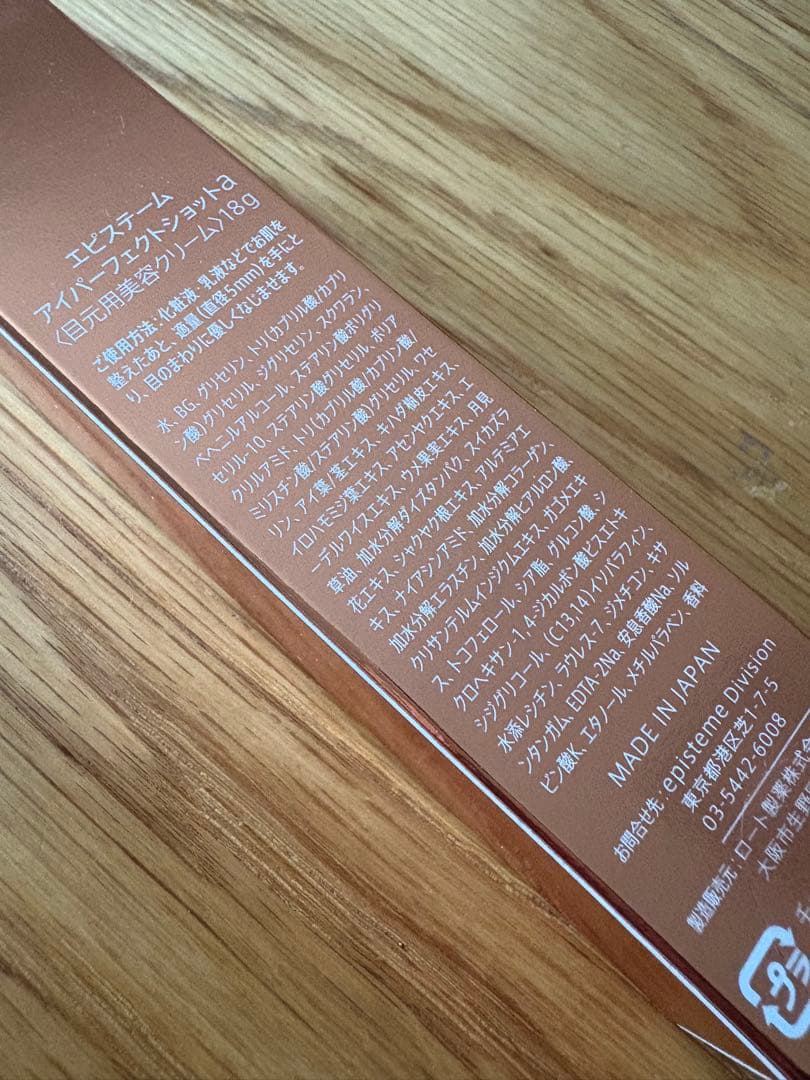 エピステーム
アイパーフェクトショットa
〈目元用美容クリーム〉18g
ご使用方法・化粧液・乳液などでお肌を
整えたあと、適量(直径5mm)を手にと
り、目のまわりに優しくなじませます。
水、BG、グリセリン、トリ(カプリル酸/カプリ
ン酸)グリセリル、ジグリセリン、スクワラン、
ベヘニルアルコール、ステアリン酸ポリグリ
セリル-10、ステアリン酸グリセリル、ポリア
クリルアミド、トリ(カプリル酸/カプリン酸/
ミリスチン酸/ステアリン酸)グリセリル、ワセ
リン、アイ葉/茎エキス、キハダ樹皮エキス、
イロハモミジ葉エキス、アセンヤクエキス、エ
ーデルワイスエキス、ウメ果実エキス、月見
草油、加水分解ダイズタンパク、スイカズラ
花エキス、シャクヤク根エキス、アルテミアエ
キス、ナイアシンアミド、加水分解コラーゲン、
加水分解エラスチン、加水分解ヒアルロン酸、
クリサンテルムインジクムエキス、ガゴメエキ
ス、トコフェロール、シア脂、グルコン酸、シ
クロヘキサン-1,4-ジカルボン酸ビスエトキ
シジグリコール、(C13,14)イソパラフィン、
水添レシチン、ラウレス-7、ジメチコン、キサ
ンタンガム、EDTA-2Na、安息香酸Na、ソル
ビン酸K、エタノール、メチルパラベン、香料
MADE IN JAPAN
お問合せ先：episteme Division
東京都港区芝1-7-5
03-5442-6008
製造販売元：ロート製薬株式会
大阪市生野
プラ